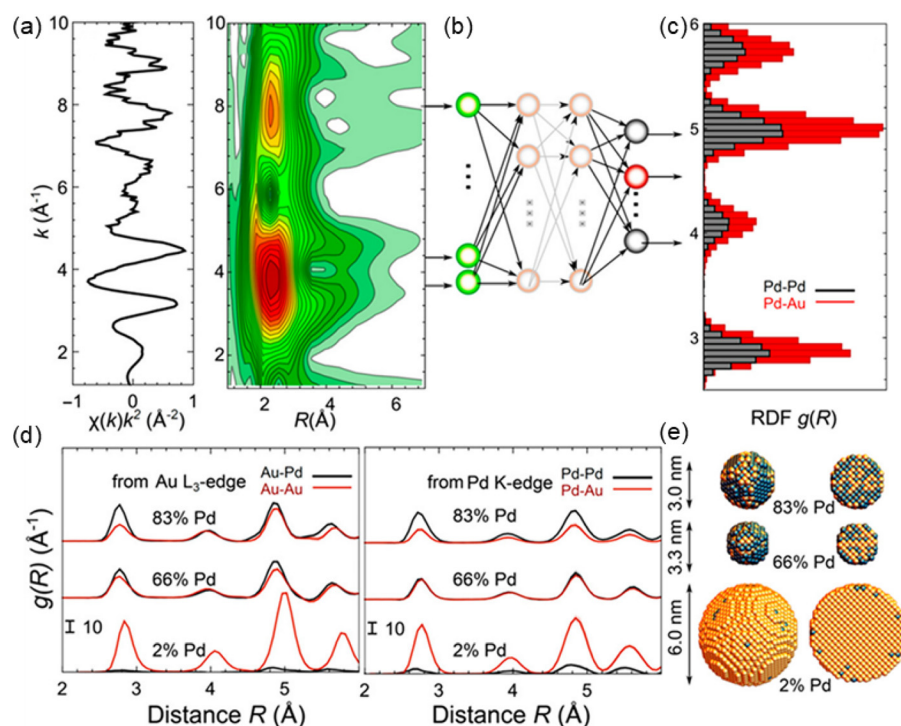 (a)
10
8
6
4
2
k (Å-1)
−1
0
1
χ(k)k2 (Å-2)
10
8
6
4
2
2
4
6
R(Å)
(b)
(c)
6
5
4
3
Pd-Pd
Pd-Au
RDF g(R)
(d)
g(R) (Å-1)
from Au L3-edge
Au-Pd
Au-Au
83% Pd
66% Pd
10
2% Pd
2
3
4
5
Distance R (Å)
from Pd K-edge
Pd-Pd
Pd-Au
83% Pd
66% Pd
10
2% Pd
2
3
4
5
6
Distance R (Å)
(e)
3.0 nm
83% Pd
3.3 nm
66% Pd
6.0 nm
2% Pd